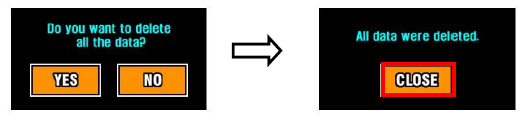 Do you want to delete
all the data?
YES NO
All data were deleted.
CLOSE